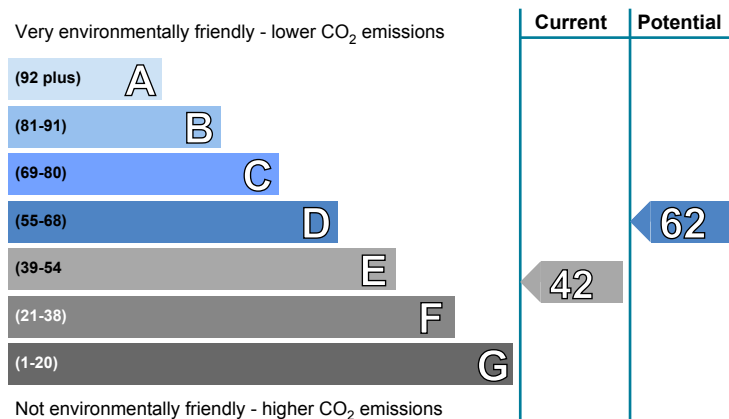 Very environmentally friendly - lower CO₂ emissions
Current
Potential
(92 plus) A
(81-91) B
(69-80) C
(55-68) D
62
(39-54 E
42
(21-38) F
(1-20) G
Not environmentally friendly - higher CO₂ emissions